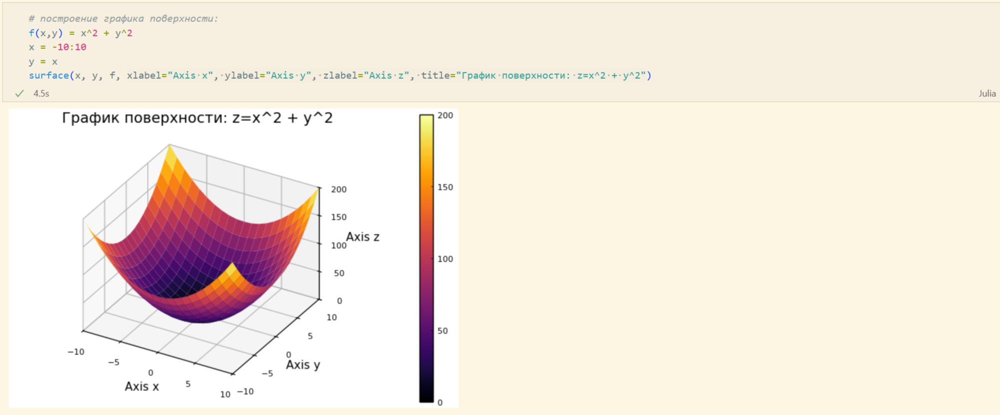 # построение графика поверхности:
f(x,y) = x^2 + y^2
x = -10:10
y = x
surface(x, y, f, xlabel="Axis·x",·ylabel="Axis·y",·zlabel="Axis·z",·title="График·поверхности:·z=x^2·+·y^2")
4.5s
Julia
График поверхности: z=x^2 + y^2
200
150
100
50
0
Axis z
10
5
0
−5
−10
Axis y
−10
−5
0
5
10
Axis x
200
150
100
50
0